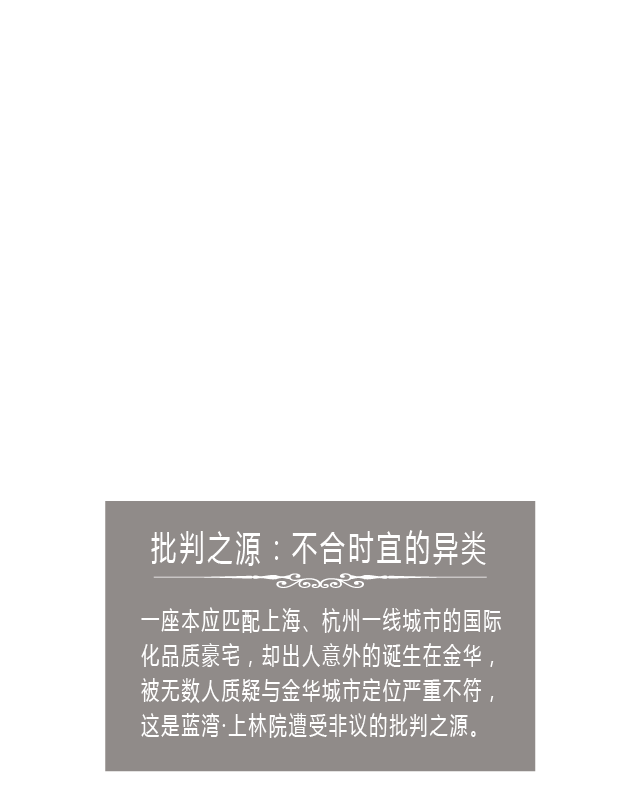 批判之源：不合时宜的异类
一座本应匹配上海、杭州一线城市的国际
化品质豪宅，却出人意外的诞生在金华，
被无数人质疑与金华城市定位严重不符，
这是蓝湾·上林院遭受非议的批判之源。